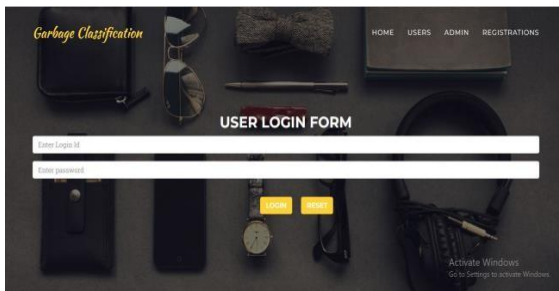 Garbage Classification
HOME USERS ADMIN REGISTRATIONS
USER LOGIN FORM
Enter Login Id
Enter password
LOGIN RESET
Activate Windows
Go to Settings to activate Windows.